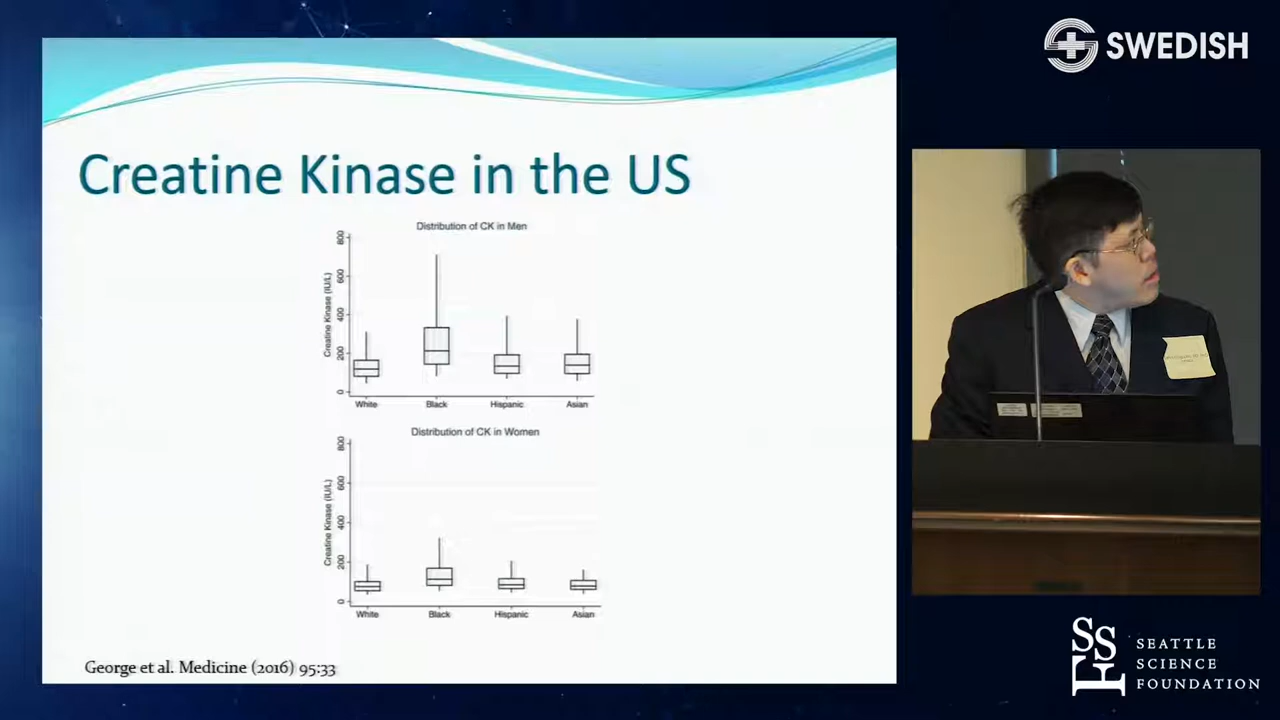 SWEDISH
Creatine Kinase in the US
Distribution of CK in Men
Creatine Kinase (IU/L)
800
600
400
200
0
White Black Hispanic Asian
Distribution of CK in Women
Creatine Kinase (IU/L)
800
600
400
200
0
White Black Hispanic Asian
George et al. Medicine (2016) 95:33
SSF
SEATTLE
SCIENCE
FOUNDATION